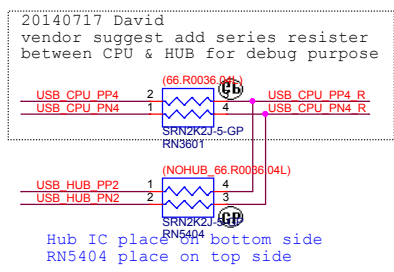 20140717 David
vendor suggest add series resister
between CPU & HUB for debug purpose
(66.R0036.04L)
USB_CPU_PP4 2 3 USB_CPU_PP4_R
USB_CPU_PN4 1 4 USB_CPU_PN4_R
SRN2K2J-5-GP
RN3601
(NOHUB_66.R0036.04L)
USB_HUB_PP2 1 4
USB_HUB_PN2 2 3
SRN2K2J-5-GP
RN5404
Hub IC place on bottom side
RN5404 place on top side